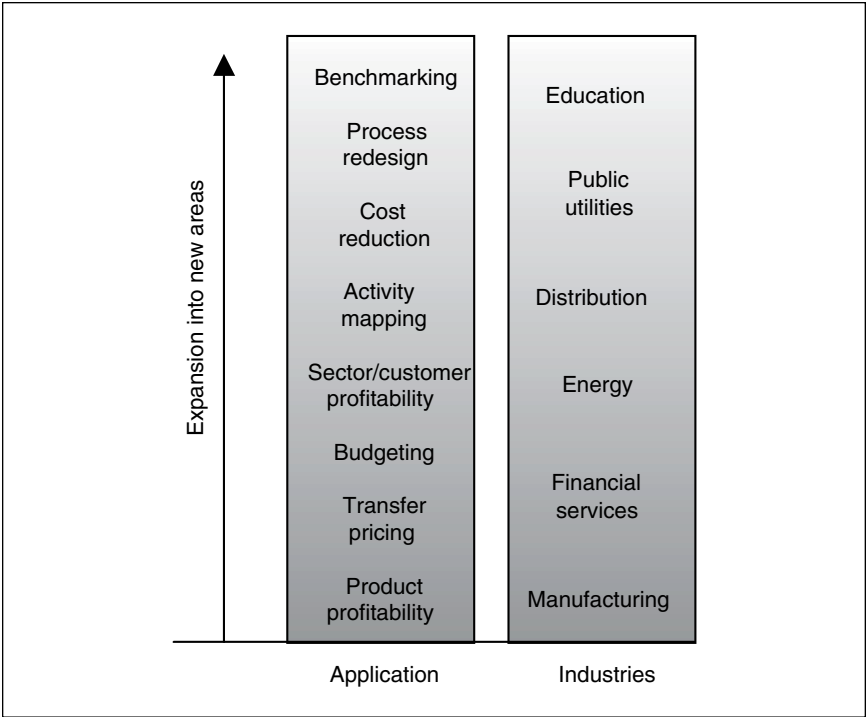 Expansion into new areas
Benchmarking
Process
redesign
Cost
reduction
Activity
mapping
Sector/customer
profitability
Budgeting
Transfer
pricing
Product
profitability
Application
Education
Public
utilities
Distribution
Energy
Financial
services
Manufacturing
Industries